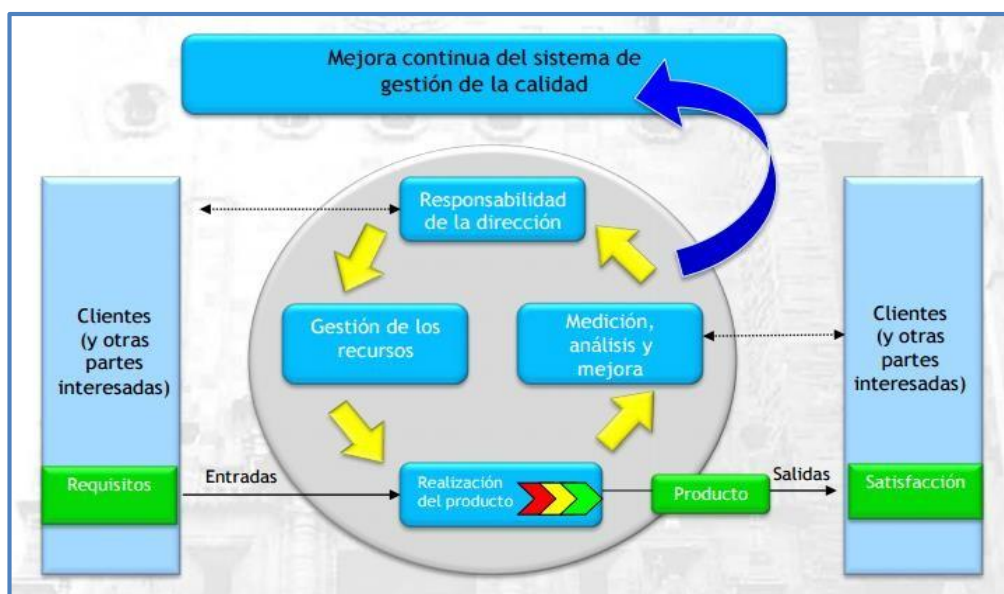 Mejora continua del sistema de
gestión de la calidad
Responsabilidad
de la dirección
Clientes
(y otras
partes
interesadas)
Gestión de los
recursos
Medición,
análisis y
mejora
Clientes
(y otras
partes
interesadas)
Requisitos
Entradas
Realización
del producto
Producto
Salidas
Satisfacción